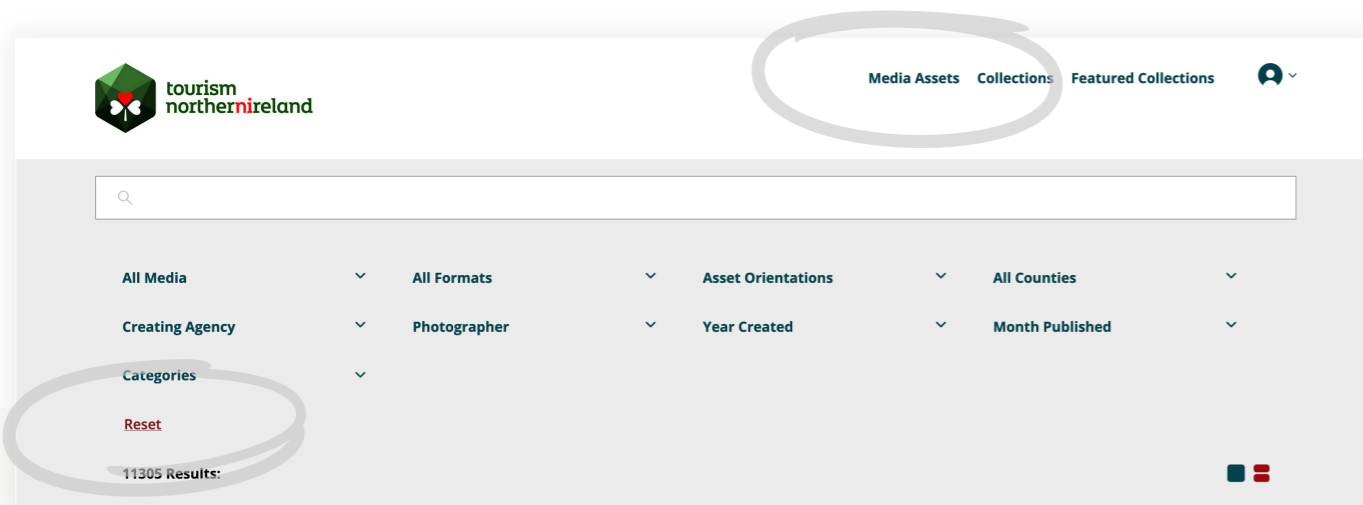 tourism
northernireland
Media Assets Collections Featured Collections
All Media All Formats Asset Orientations All Counties
Creating Agency Photographer Year Created Month Published
Categories
Reset
11305 Results: